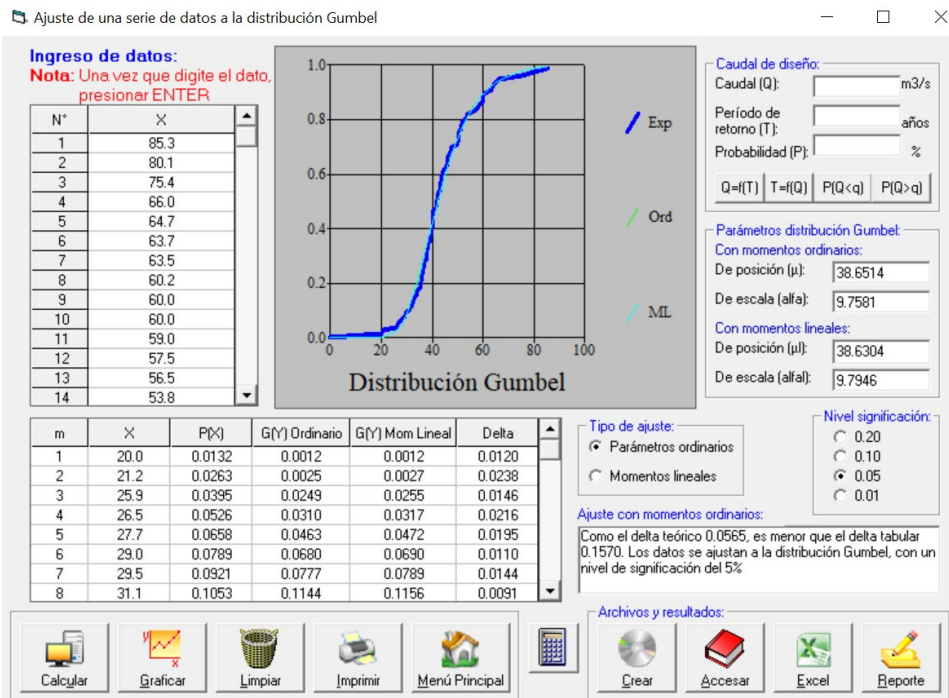 Ajuste de una serie de datos a la distribución Gumbel
Ingreso de datos:
Nota: Una vez que digite el dato,
presionar ENTER
N° X
1 85.3
2 80.1
3 75.4
4 66.0
5 64.7
6 63.7
7 63.5
8 60.2
9 60.0
10 60.0
11 59.0
12 57.5
13 56.5
14 53.8
1.0
0.8
0.6
0.4
0.2
0.0
0 20 40 60 80 100
Distribución Gumbel
Exp
Ord
ML
Caudal de diseño:
Caudal (Q): m3/s
Período de
retorno (T): años
Probabilidad (P): %
Q=f(T) T=f(Q) P(Q<q) P(Q>q)
Parámetros distribución Gumbel:
Con momentos ordinarios:
De posición (μ): 38.6514
De escala (alfa): 9.7581
Con momentos lineales:
De posición (μl): 38.6304
De escala (alfal): 9.7946
m X P(X) G(Y) Ordinario G(Y) Mom Lineal Delta
1 20.0 0.0132 0.0012 0.0012 0.0120
2 21.2 0.0263 0.0025 0.0027 0.0238
3 25.9 0.0395 0.0249 0.0255 0.0146
4 26.5 0.0526 0.0310 0.0317 0.0216
5 27.7 0.0658 0.0463 0.0472 0.0195
6 29.0 0.0789 0.0680 0.0690 0.0110
7 29.5 0.0921 0.0777 0.0789 0.0144
8 31.1 0.1053 0.1144 0.1156 0.0091
Tipo de ajuste:
Parámetros ordinarios
Momentos lineales
Nivel significación:
0.20
0.10
0.05
0.01
Ajuste con momentos ordinarios:
Como el delta teórico 0.0565, es menor que el delta tabular
0.1570. Los datos se ajustan a la distribución Gumbel, con un
nivel de significación del 5%
Calcular Graficar Limpiar Imprimir Menú Principal
Archivos y resultados:
Crear Accesar Excel Reporte